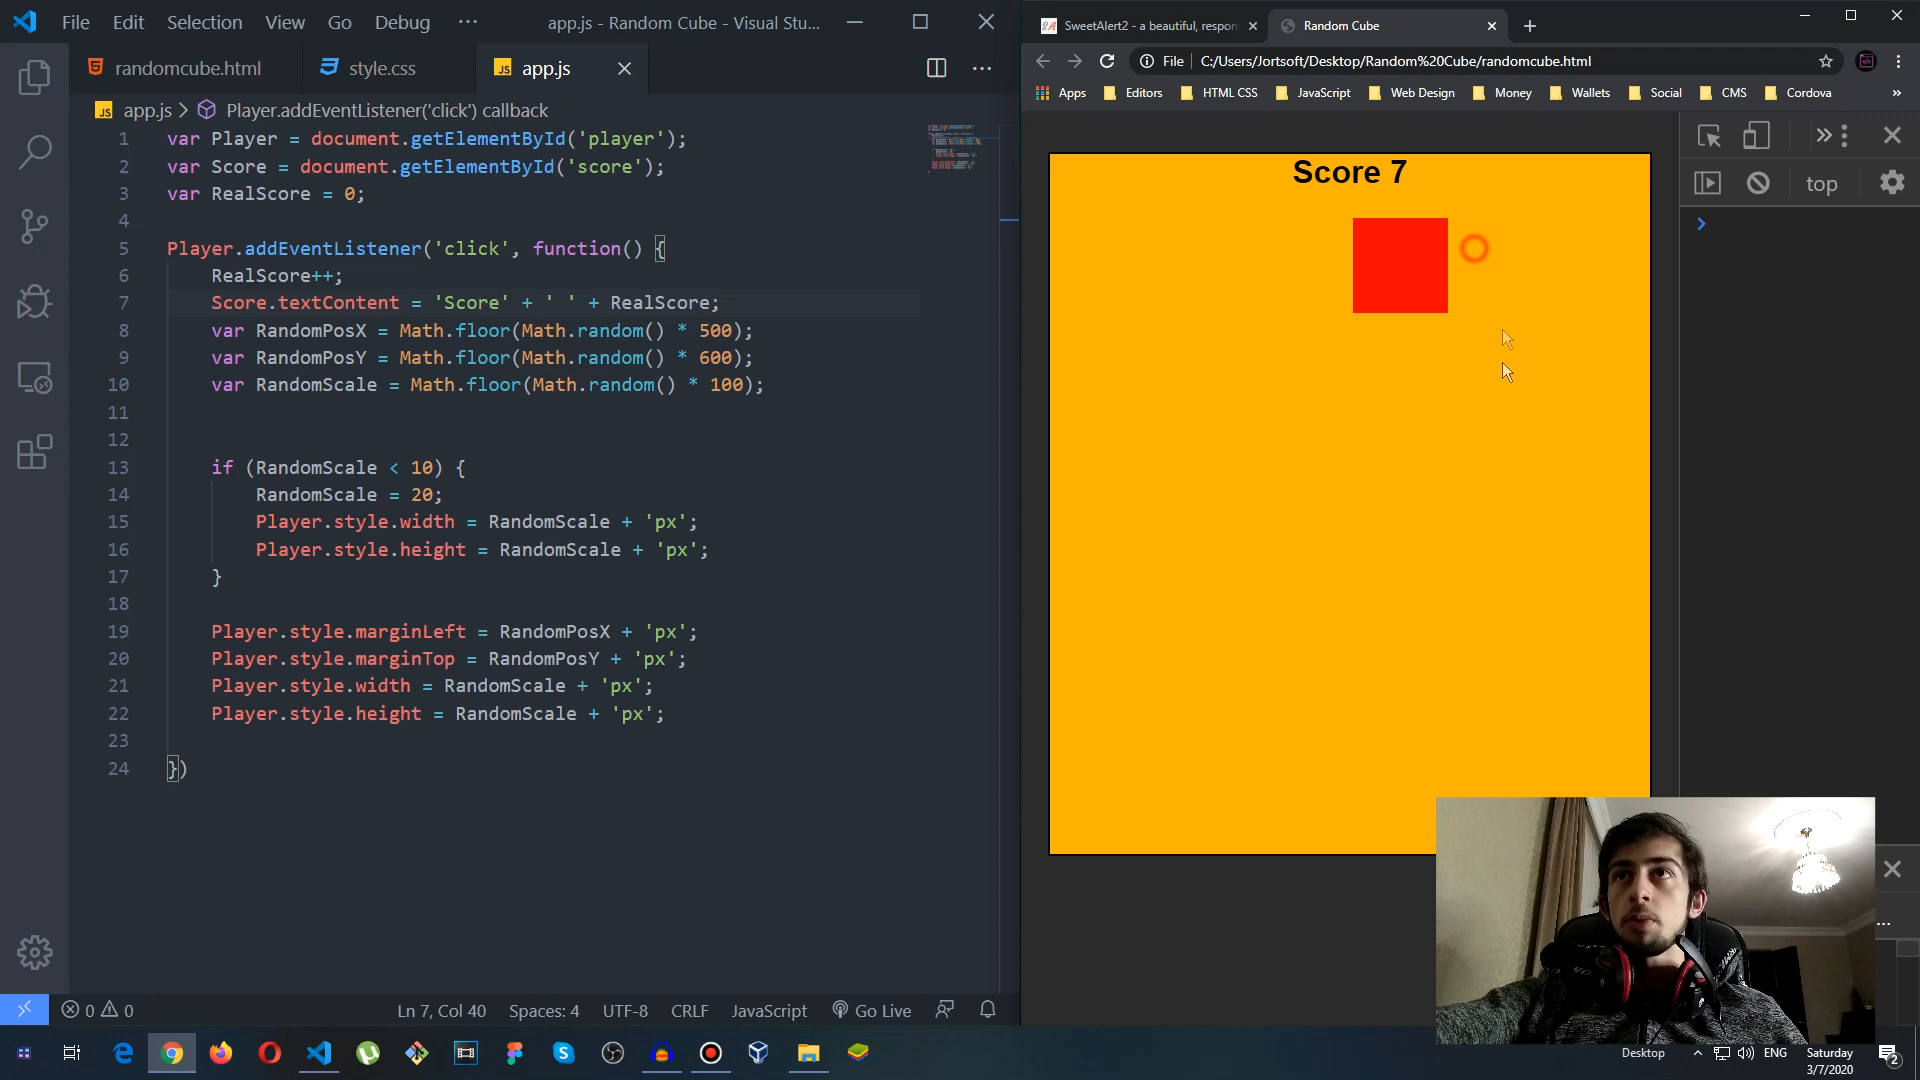 File Edit Selection View Go Debug ··· app.js - Random Cube - Visual Stu...
randomcube.html style.css app.js
app.js > Player.addEventListener('click') callback
1 var Player = document.getElementById('player');
2 var Score = document.getElementById('score');
3 var RealScore = 0;
4
5 Player.addEventListener('click', function() {
6 RealScore++;
7 Score.textContent = 'Score' + ' ' + RealScore;
8 var RandomPosX = Math.floor(Math.random() * 500);
9 var RandomPosY = Math.floor(Math.random() * 600);
10 var RandomScale = Math.floor(Math.random() * 100);
11
12
13 if (RandomScale < 10) {
14 RandomScale = 20;
15 Player.style.width = RandomScale + 'px';
16 Player.style.height = RandomScale + 'px';
17 }
18
19 Player.style.marginLeft = RandomPosX + 'px';
20 Player.style.marginTop = RandomPosY + 'px';
21 Player.style.width = RandomScale + 'px';
22 Player.style.height = RandomScale + 'px';
23
24 })
0 0 Ln 7, Col 40 Spaces: 4 UTF-8 CRLF JavaScript Go Live
SweetAlert2 - a beautiful, respon Random Cube
File C:/Users/Jortsoft/Desktop/Random%20Cube/randomcube.html
Apps Editors HTML CSS JavaScript Web Design Money Wallets Social CMS Cordova »
Score 7
top
Desktop ENG Saturday
3/7/2020
2